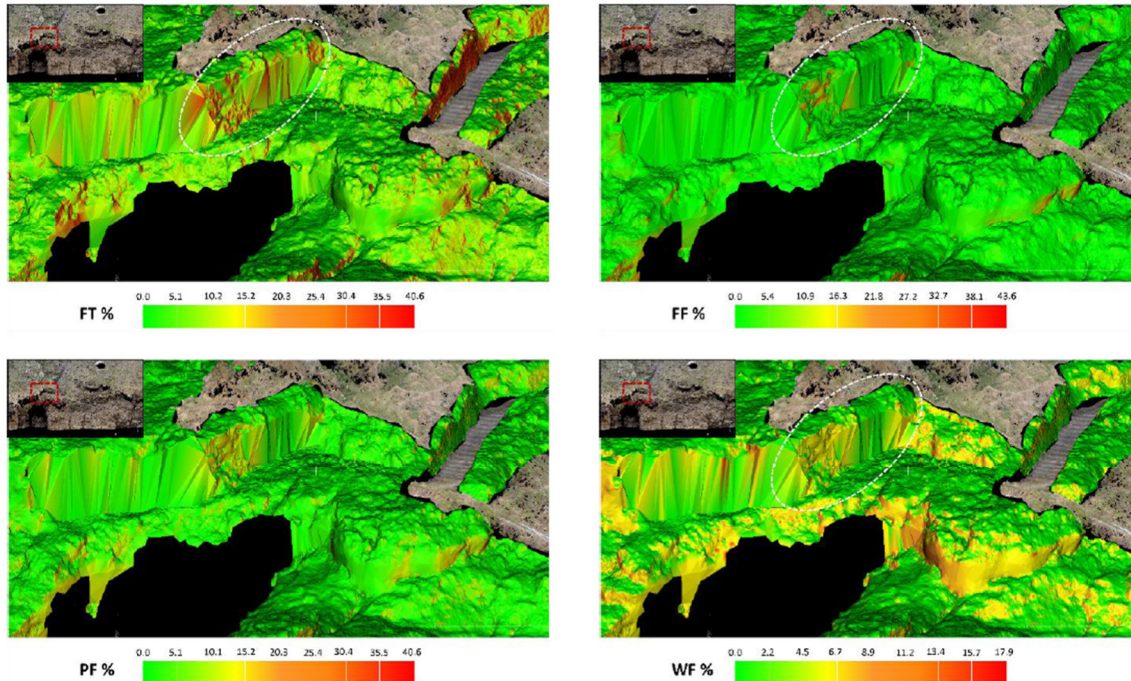 0.0 5.1 10.2 15.2 20.3 25.4 30.4 35.5 40.6
FT %
0.0 5.4 10.9 16.3 21.8 27.2 32.7 38.1 43.6
FF %
0.0 5.1 10.2 15.2 20.3 25.4 30.4 35.5 40.6
PF %
0.0 2.2 4.5 6.7 8.9 11.2 13.4 15.7 17.9
WF %